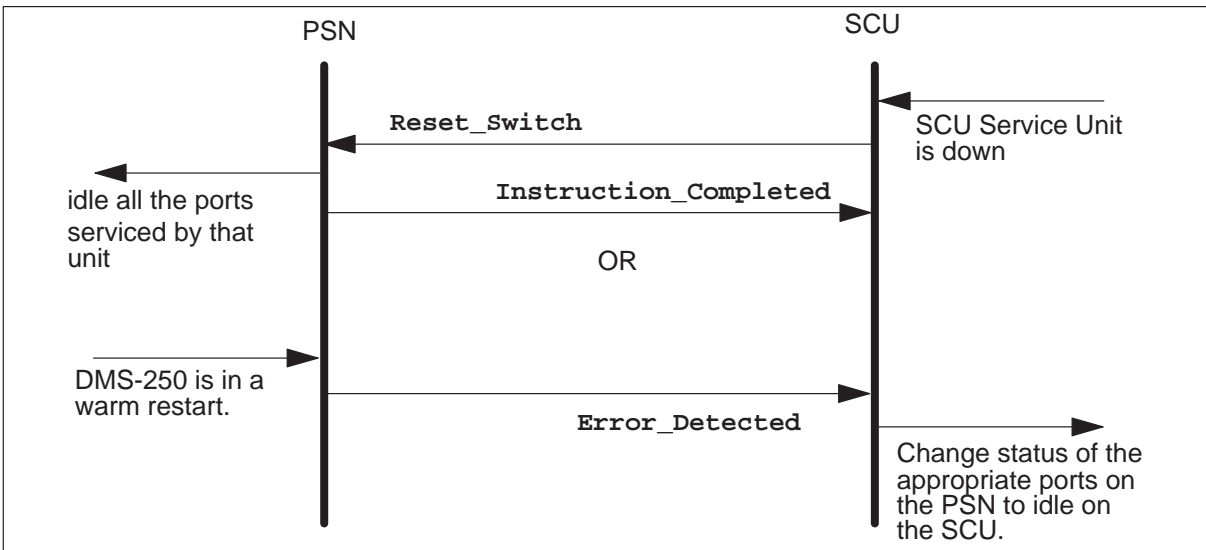 PSN
SCU
SCU Service Unit
is down
Reset_Switch
idle all the ports
serviced by that
unit
Instruction_Completed
OR
DMS-250 is in a
warm restart.
Error_Detected
Change status of the
appropriate ports on
the PSN to idle on
the SCU.